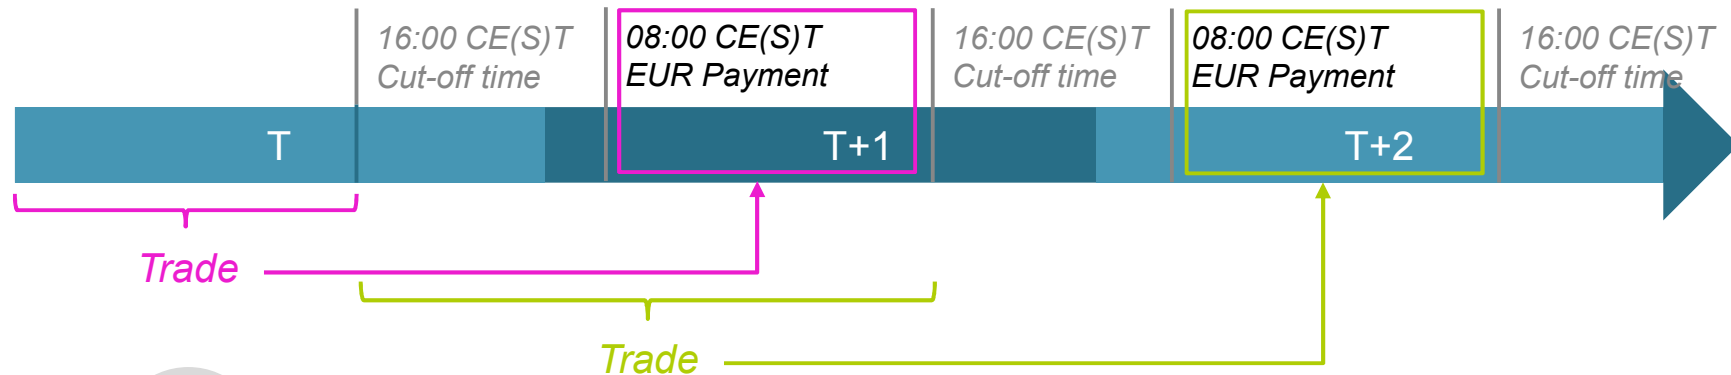 16:00 CE(S)T
Cut-off time
08:00 CE(S)T
EUR Payment
16:00 CE(S)T
Cut-off time
08:00 CE(S)T
EUR Payment
16:00 CE(S)T
Cut-off time
T
T+1
T+2
Trade
Trade